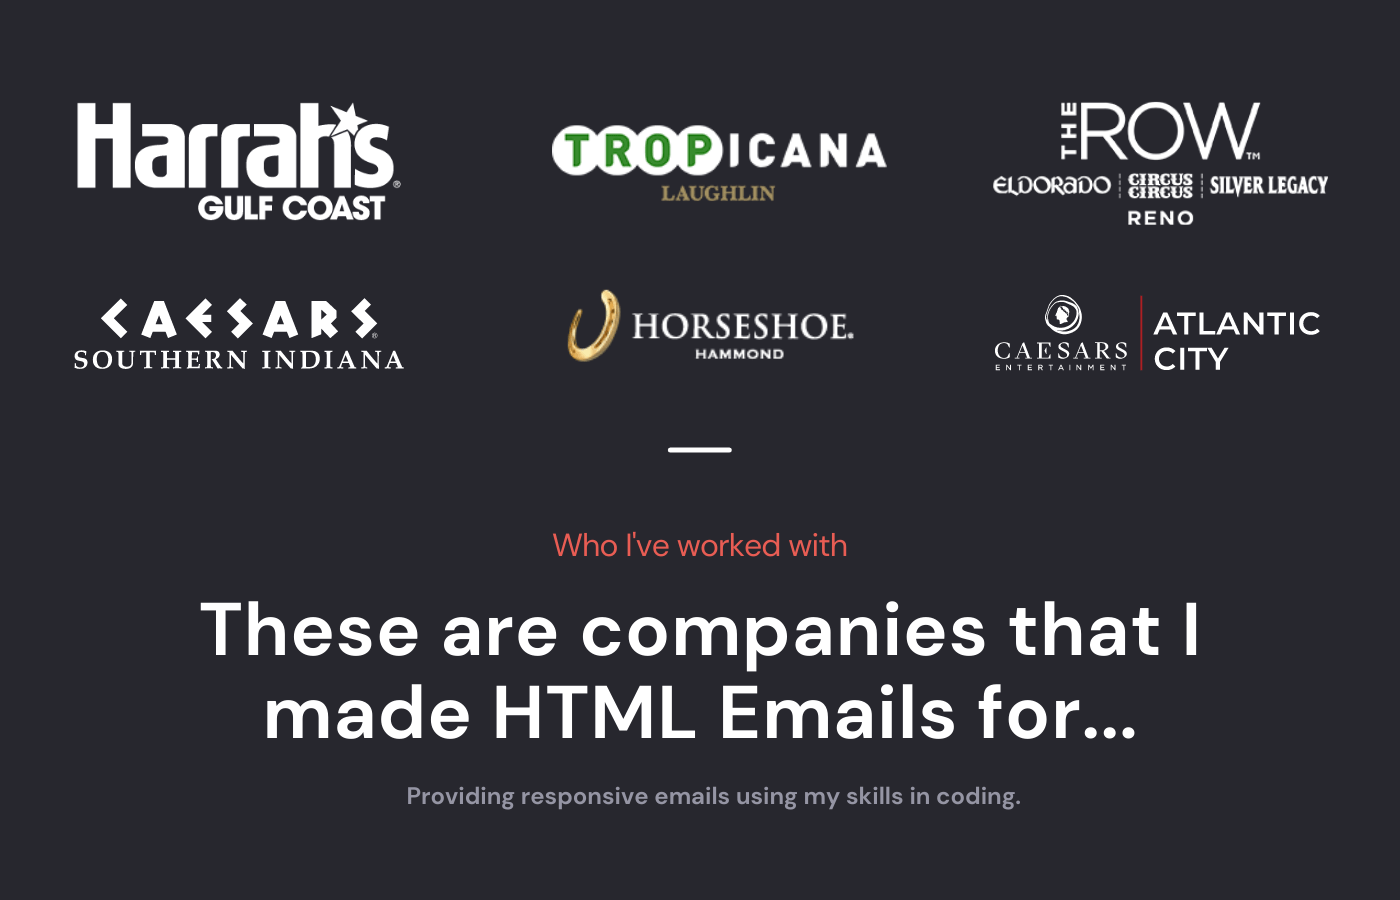 Harrah's®
GULF COAST
TROPICANA
LAUGHLIN
THE ROW™
ELDORADO | CIRCUS CIRCUS | SILVER LEGACY
RENO
CAESARS®
SOUTHERN INDIANA
HORSESHOE®
HAMMOND
CAESARS
ENTERTAINMENT
ATLANTIC
CITY
Who I've worked with
These are companies that I
made HTML Emails for...
Providing responsive emails using my skills in coding.